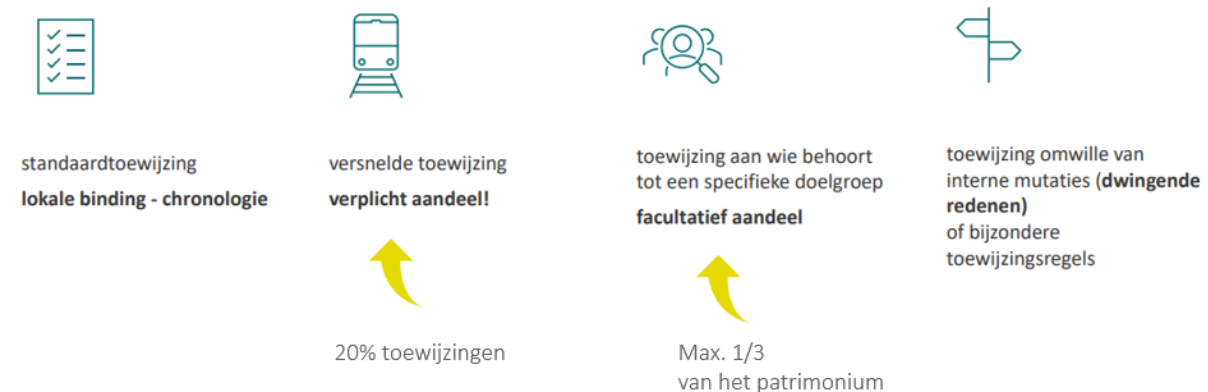 standaardtoewijzing
lokale binding - chronologie
versnelde toewijzing
verplicht aandeel!
20% toewijzingen
toewijzing aan wie behoort
tot een specifieke doelgroep
facultatief aandeel
Max. 1/3
van het patrimonium
toewijzing omwille van
interne mutaties (dwingende
redenen)
of bijzondere
toewijzingsregels